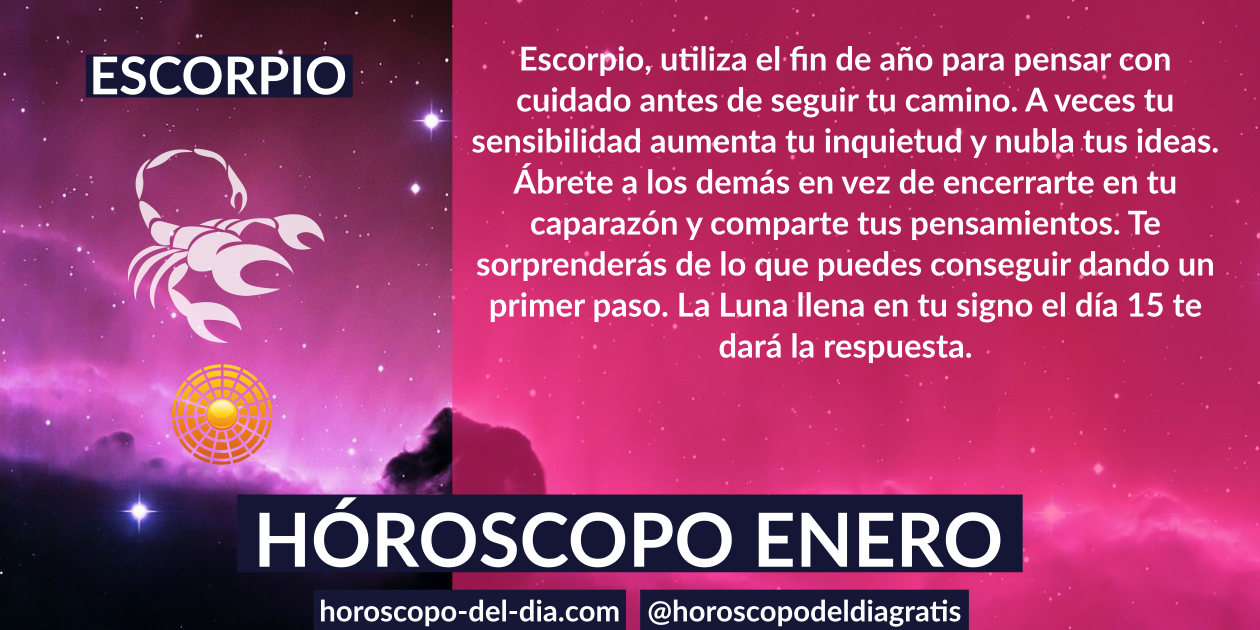 ESCORPIO
Escorpio, utiliza el fin de año para pensar con
cuidado antes de seguir tu camino. A veces tu
sensibilidad aumenta tu inquietud y nubla tus ideas.
Ábrete a los demás en vez de encerrarte en tu
caparazón y comparte tus pensamientos. Te
sorprenderás de lo que puedes conseguir dando un
primer paso. La Luna llena en tu signo el día 15 te
dará la respuesta.
HÓROSCOPO ENERO
horoscopo-del-dia.com
@horoscopodeldiagratis